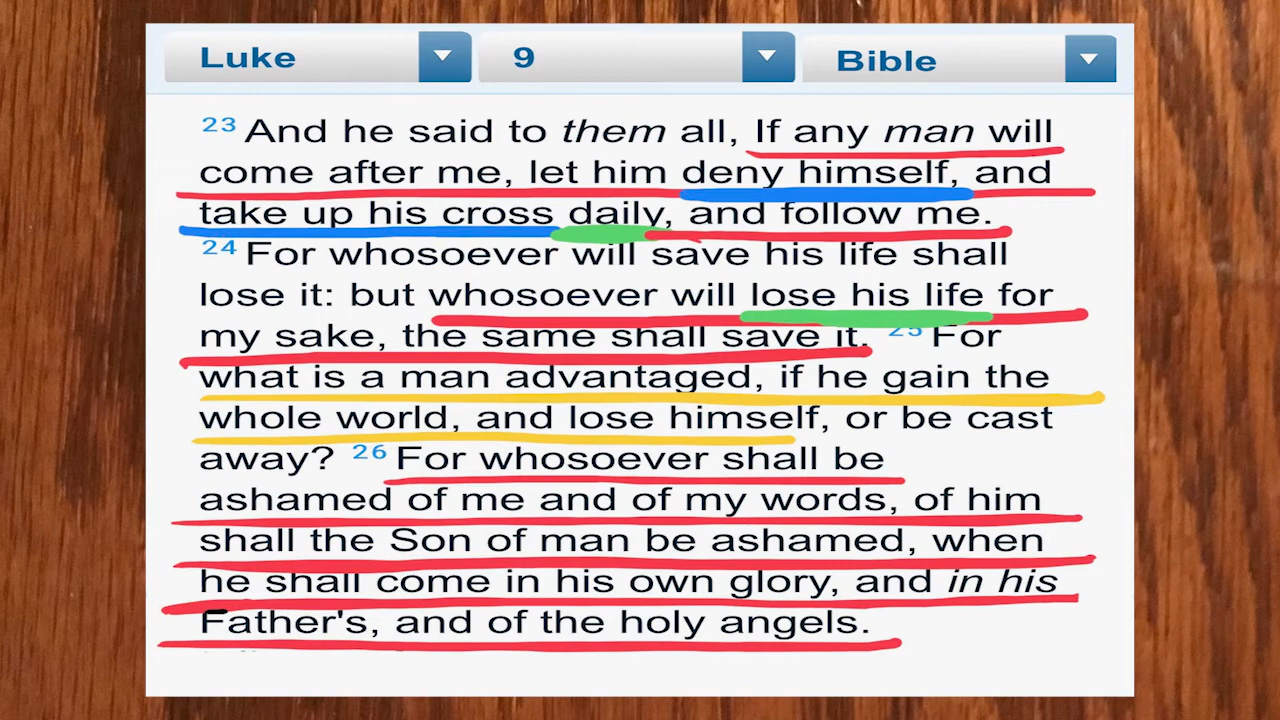 Luke 9 Bible
23 And he said to them all, If any man will
come after me, let him deny himself, and
take up his cross daily, and follow me.
24 For whosoever will save his life shall
lose it: but whosoever will lose his life for
my sake, the same shall save it. 25 For
what is a man advantaged, if he gain the
whole world, and lose himself, or be cast
away? 26 For whosoever shall be
ashamed of me and of my words, of him
shall the Son of man be ashamed, when
he shall come in his own glory, and in his
Father's, and of the holy angels.